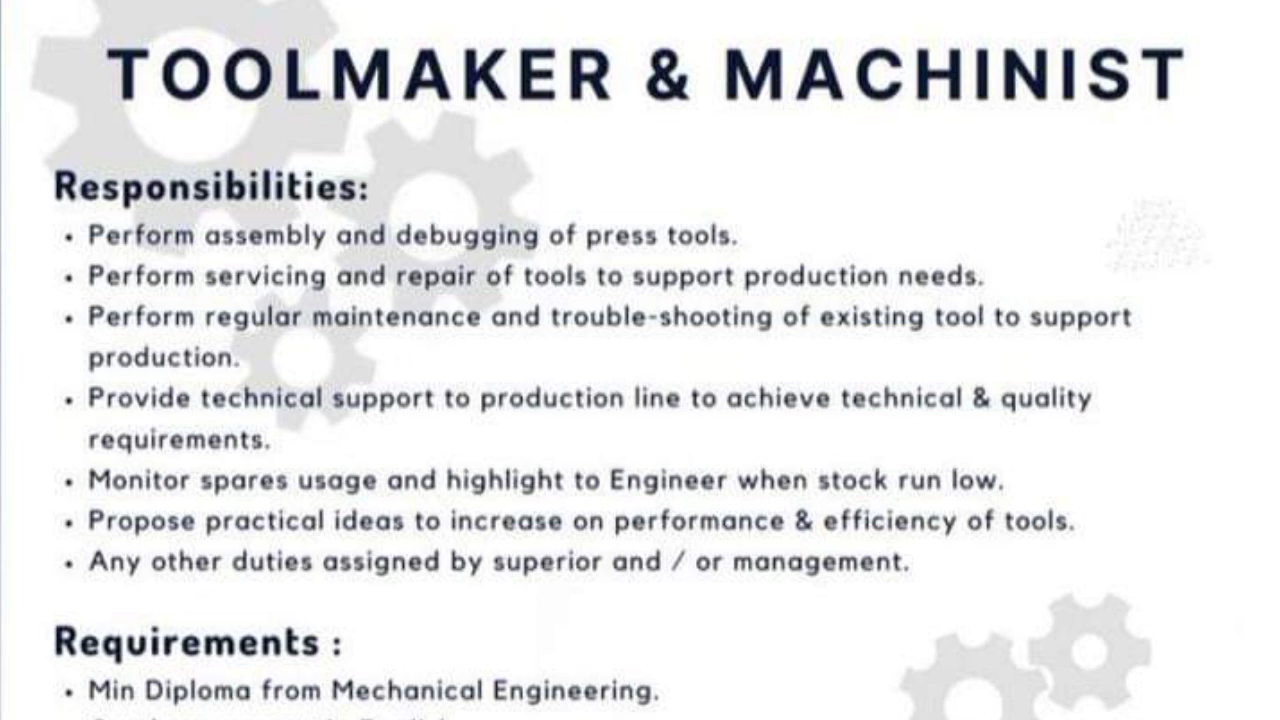 TOOLMAKER & MACHINIST
Responsibilities:
• Perform assembly and debugging of press tools.
• Perform servicing and repair of tools to support production needs.
• Perform regular maintenance and trouble-shooting of existing tool to support
production.
• Provide technical support to production line to achieve technical & quality
requirements.
• Monitor spares usage and highlight to Engineer when stock run low.
• Propose practical ideas to increase on performance & efficiency of tools.
• Any other duties assigned by superior and / or management.
Requirements :
• Min Diploma from Mechanical Engineering.